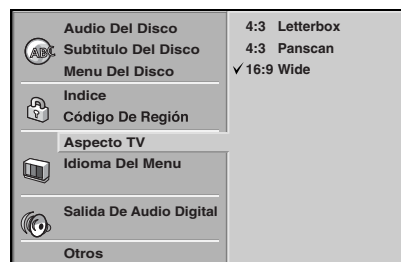 ABC
Audio Del Disco
Subtitulo Del Disco
Menu Del Disco
Indice
Código De Región
Aspecto TV
Idioma Del Menu
Salida De Audio Digital
Otros
4:3 Letterbox
4:3 Panscan
✓ 16:9 Wide